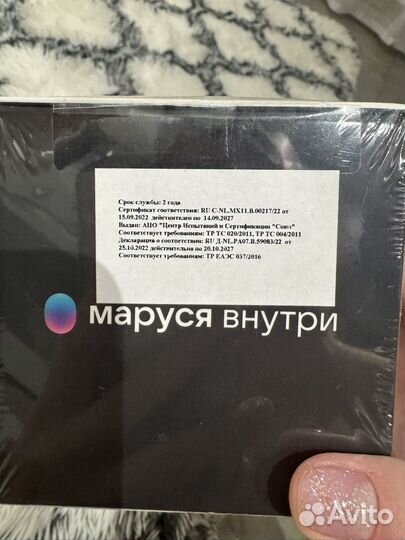 Срок службы: 2 года
Сертификат соответствия: RU C-NL.MX11.B.00217/22 от
15.09.2022 действителен по 14.09.2027
Выдан: АНО "Центр Испытаний и Сертификации "Союз"
Соответствует требованиям: ТР ТС 020/2011, ТР ТС 004/2011
Декларация о соответствии: RU Д-NL.PA07.B.59083/22 от
25.10.2022 действительна по 20.10.2027
Соответствует требованиям: ТР ЕАЭС 037/2016
маруся внутри
Avito